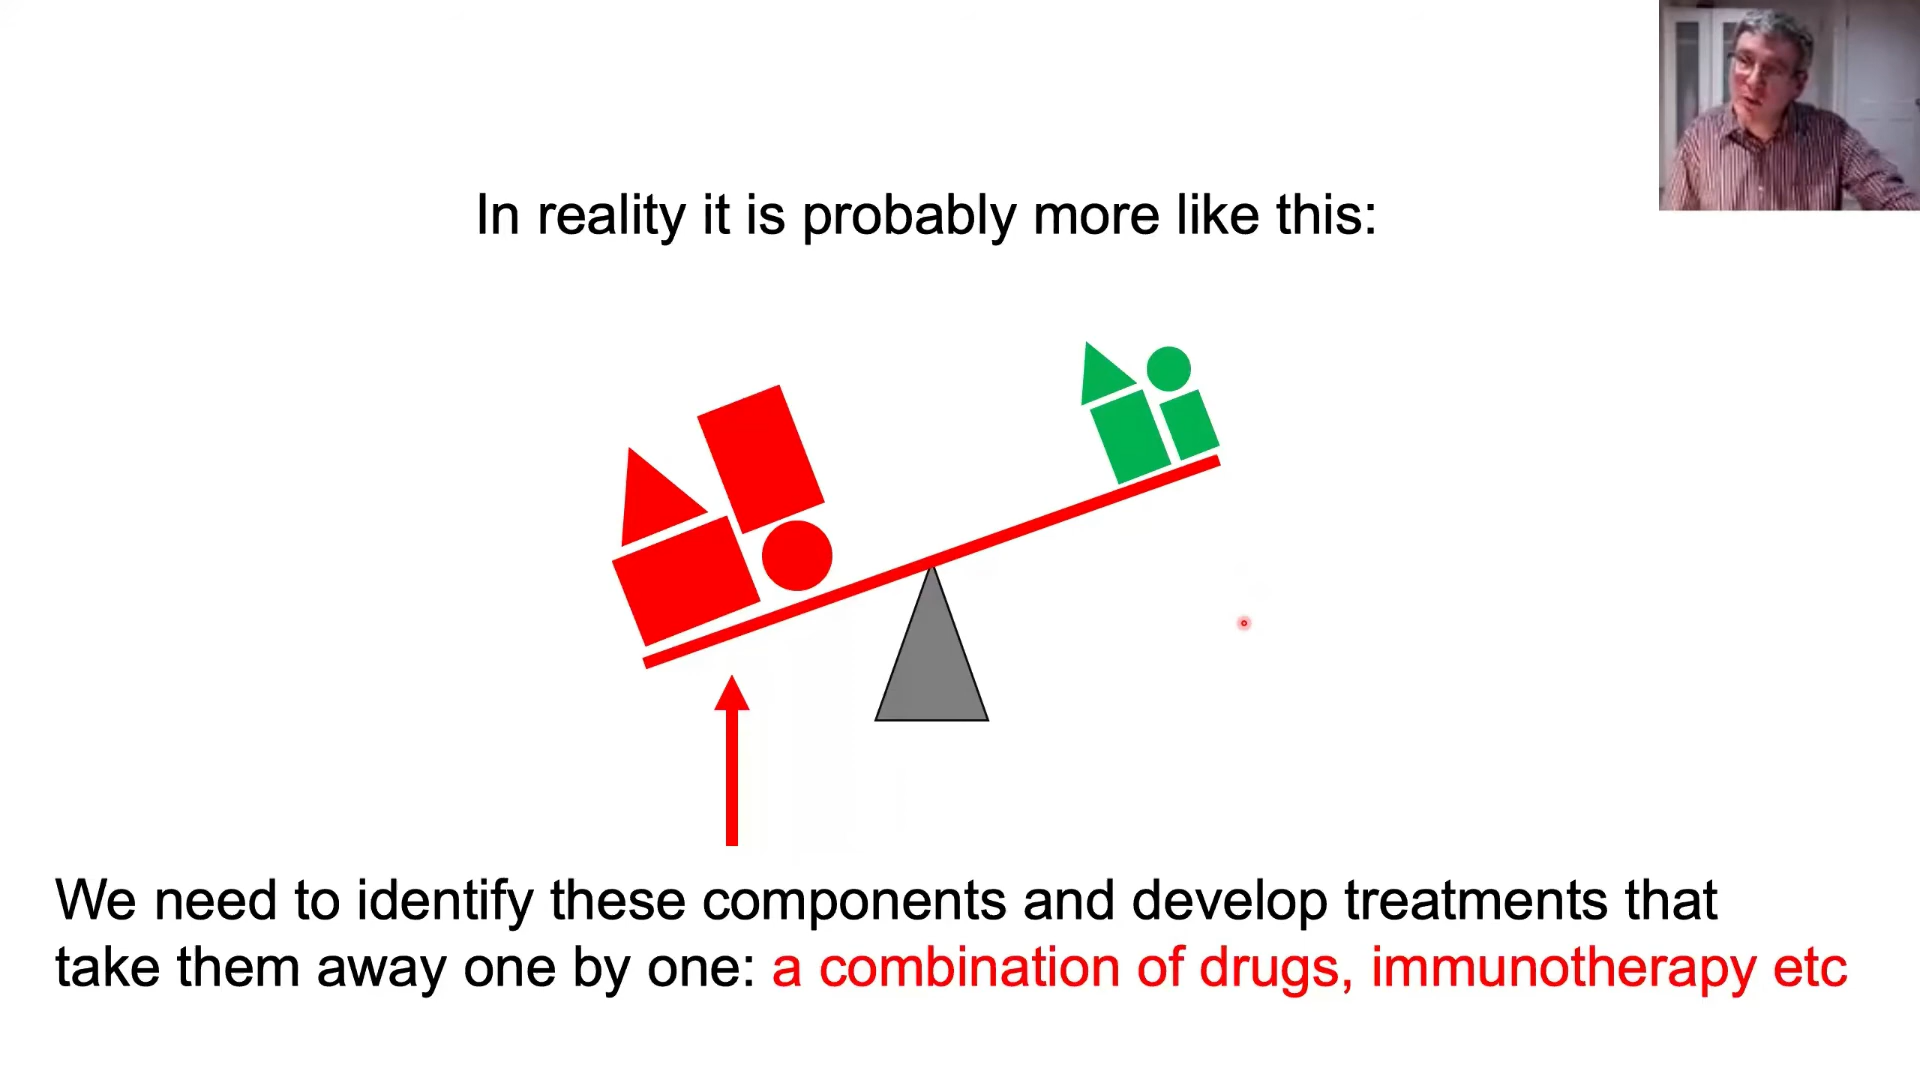 In reality it is probably more like this:
We need to identify these components and develop treatments that
take them away one by one: a combination of drugs, immunotherapy etc